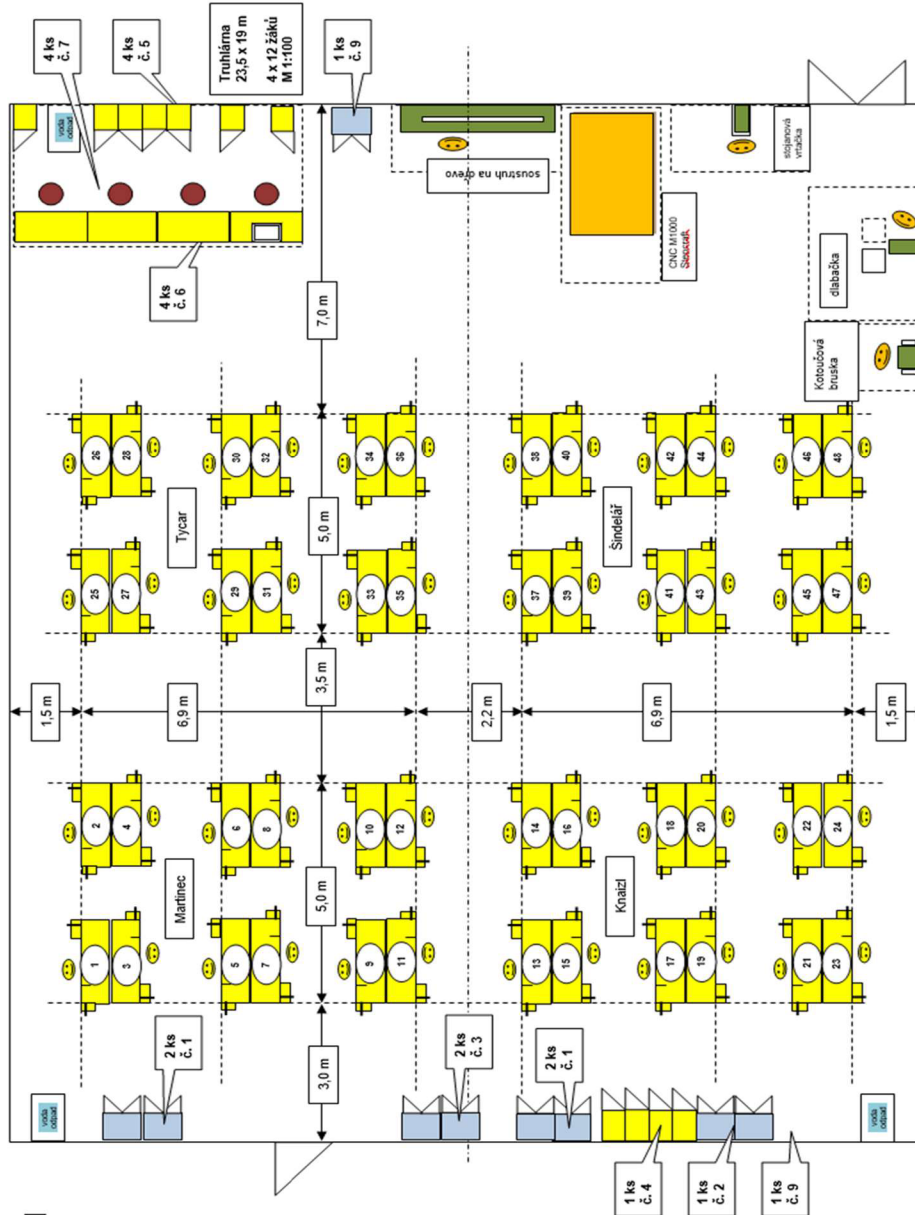 Truhlárna
23,5 x 19 m
4 x 12 žáků
M 1:100
4 ks
č. 7
4 ks
č. 5
1 ks
č. 9
voda
odpad
4 ks
č. 6
soustruh na dřevo
CNC M1000
stojanová
vrtačka
dlabačka
Kotoučová
bruska
7,0 m
26
28
30
32
34
36
38
40
42
44
46
48
Tycar
5,0 m
Šindelář
25
27
29
31
33
35
37
39
41
43
45
47
1,5 m
6,9 m
3,5 m
2,2 m
6,9 m
1,5 m
2
4
6
8
10
12
14
16
18
20
22
24
Martinec
5,0 m
Knaizl
1
3
5
7
9
11
13
15
17
19
21
23
2 ks
č. 1
3,0 m
2 ks
č. 3
2 ks
č. 1
voda
odpad
voda
odpad
1 ks
č. 4
1 ks
č. 2
1 ks
č. 9